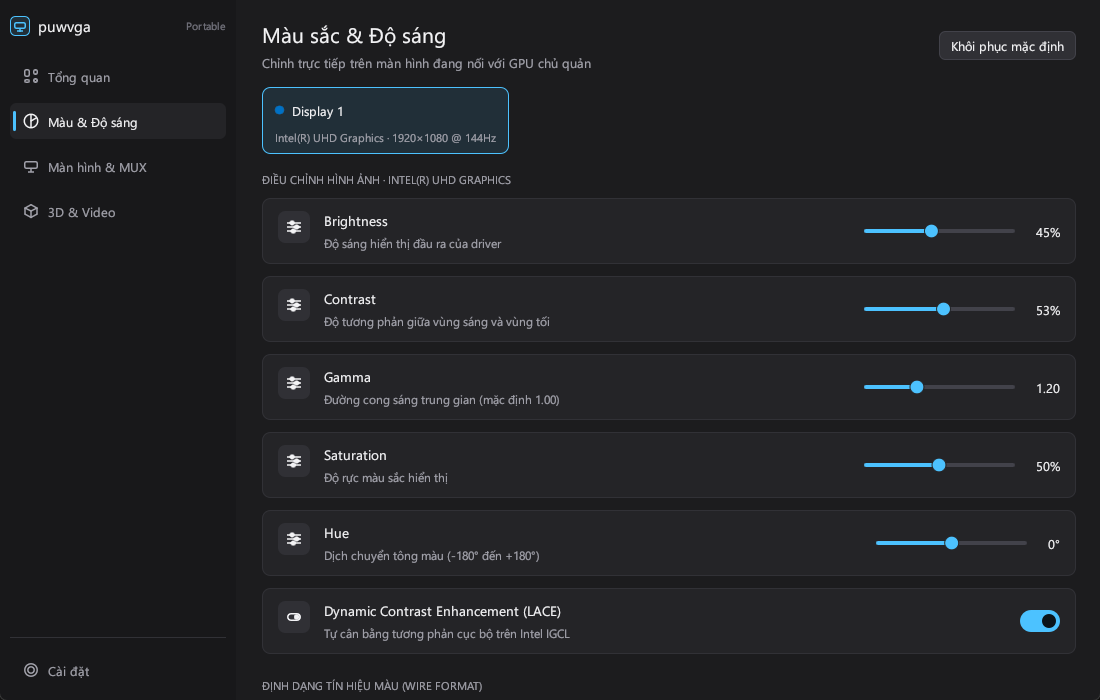 puwvga
Portable
Tổng quan
Màu & Độ sáng
Màn hình & MUX
3D & Video
Cài đặt
Màu sắc & Độ sáng
Chỉnh trực tiếp trên màn hình đang nối với GPU chủ quản
Khôi phục mặc định
Display 1
Intel(R) UHD Graphics · 1920×1080 @ 144Hz
ĐIỀU CHỈNH HÌNH ẢNH · INTEL(R) UHD GRAPHICS
Brightness
Độ sáng hiển thị đầu ra của driver
45%
Contrast
Độ tương phản giữa vùng sáng và vùng tối
53%
Gamma
Đường cong sáng trung gian (mặc định 1.00)
1.20
Saturation
Độ rực màu sắc hiển thị
50%
Hue
Dịch chuyển tông màu (-180° đến +180°)
0°
Dynamic Contrast Enhancement (LACE)
Tự cân bằng tương phản cục bộ trên Intel IGCL
ĐỊNH DẠNG TÍN HIỆU MÀU (WIRE FORMAT)